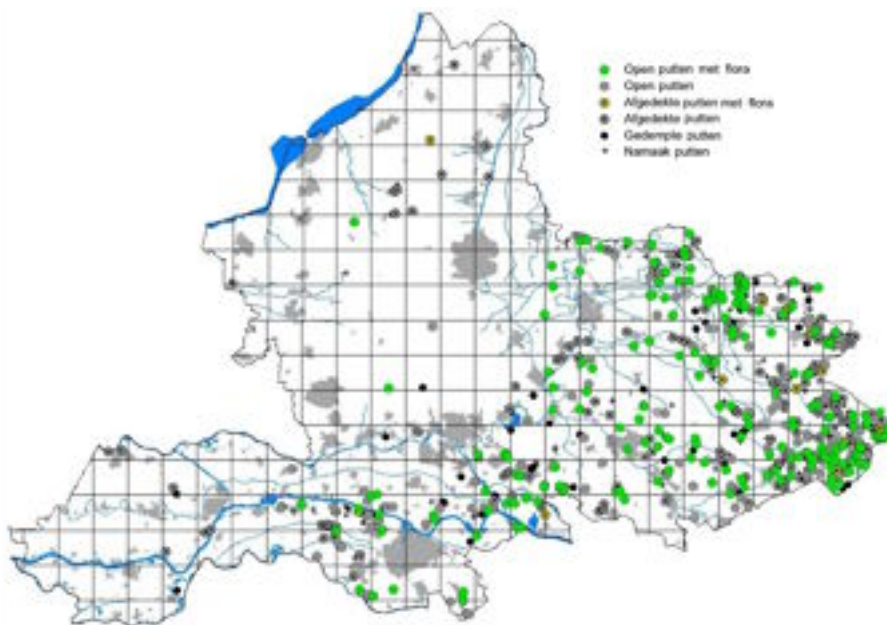 Open putten met flora
Open putten
Afgedekte putten met flora
Afgedekte putten
Gedempte putten
Namaak putten